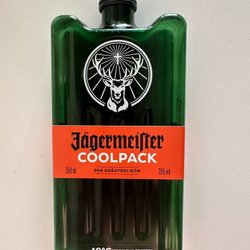 Jägermeister
COOLPACK
DER KRÄUTERLIKÖR
350 ml
35% vol